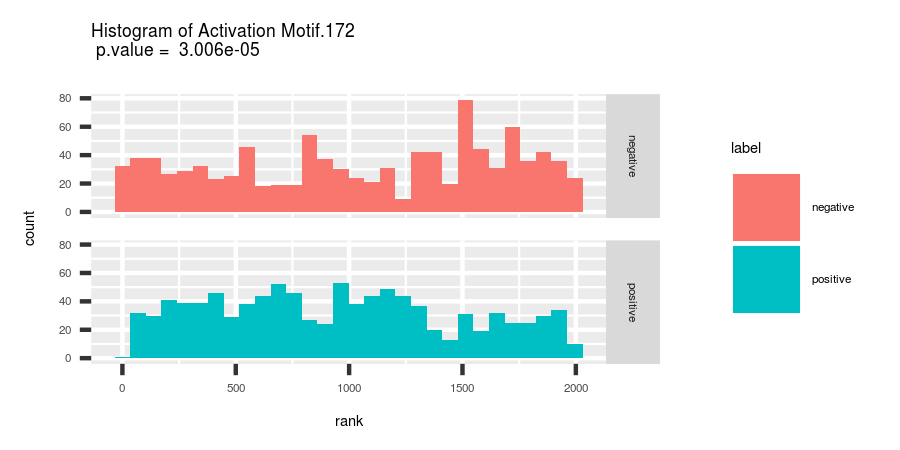 Histogram of Activation Motif.172
p.value = 3.006e-05
count
80
60
40
20
0
negative
80
60
40
20
0
positive
0 500 1000 1500 2000
rank
label
negative
positive